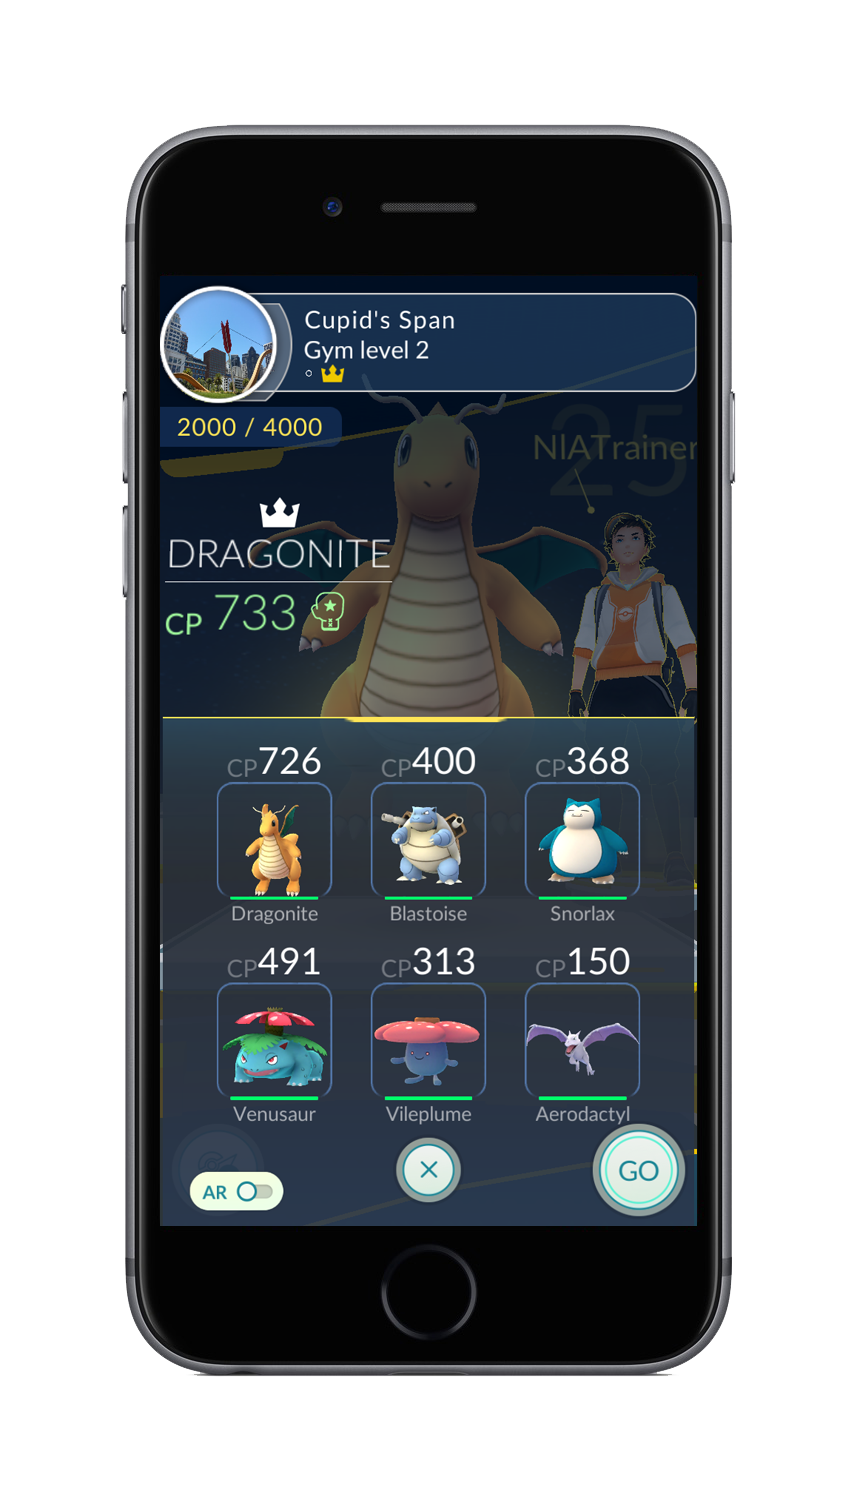 Cupid's Span
Gym level 2
2000 / 4000
25
NIATrainer
DRAGONITE
CP 733
CP726
CP400
CP368
Dragonite
Blastoise
Snorlax
CP491
CP313
CP150
Venusaur
Vileplume
Aerodactyl
AR
×
GO